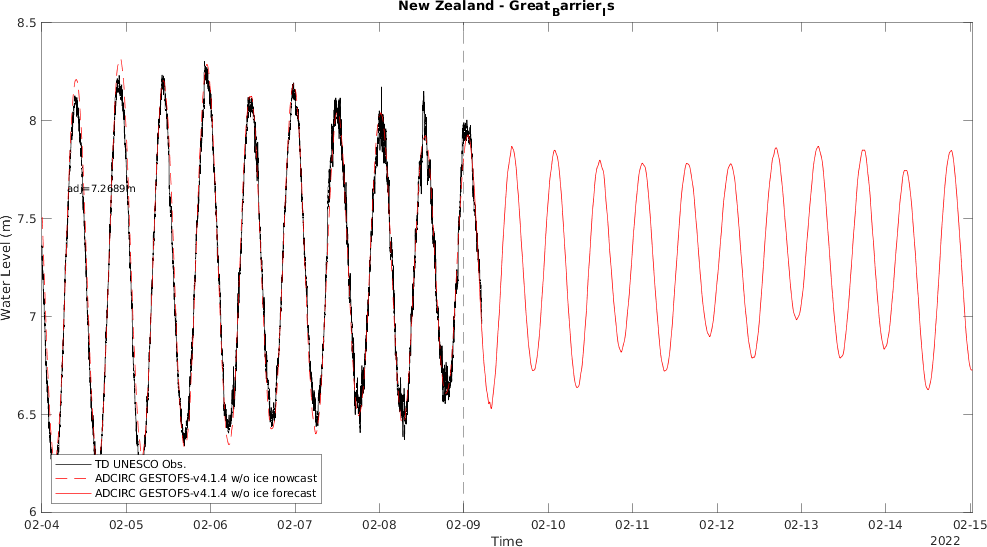 New Zealand - Great_Barrier_Is
8.5
8
7.5
7
6.5
6
Water Level (m)
adj=7.2689m
TD UNESCO Obs.
ADCIRC GESTOFS-v4.1.4 w/o ice nowcast
ADCIRC GESTOFS-v4.1.4 w/o ice forecast
02-04 02-05 02-06 02-07 02-08 02-09 02-10 02-11 02-12 02-13 02-14 02-15
Time
2022